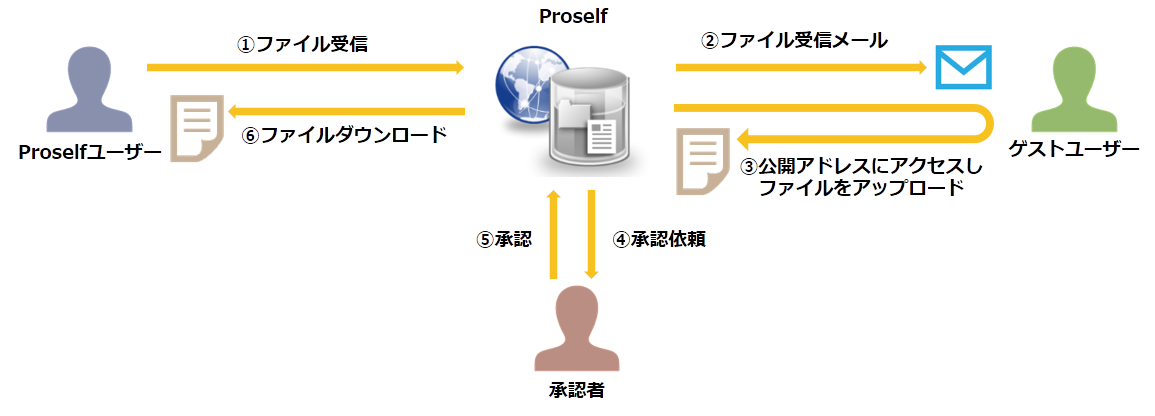 Proself
①ファイル受信
②ファイル受信メール
⑥ファイルダウンロード
Proselfユーザー
ゲストユーザー
③公開アドレスにアクセスし
ファイルをアップロード
⑤承認
④承認依頼
承認者